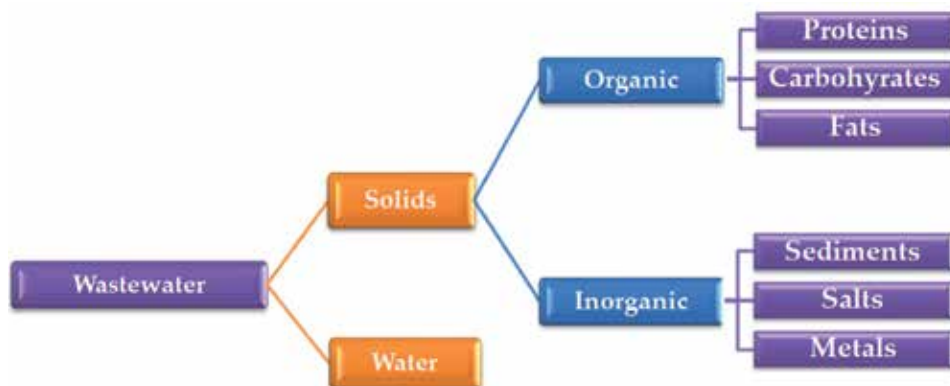 Wastewater
Solids
Water
Organic
Inorganic
Proteins
Carbohyrates
Fats
Sediments
Salts
Metals